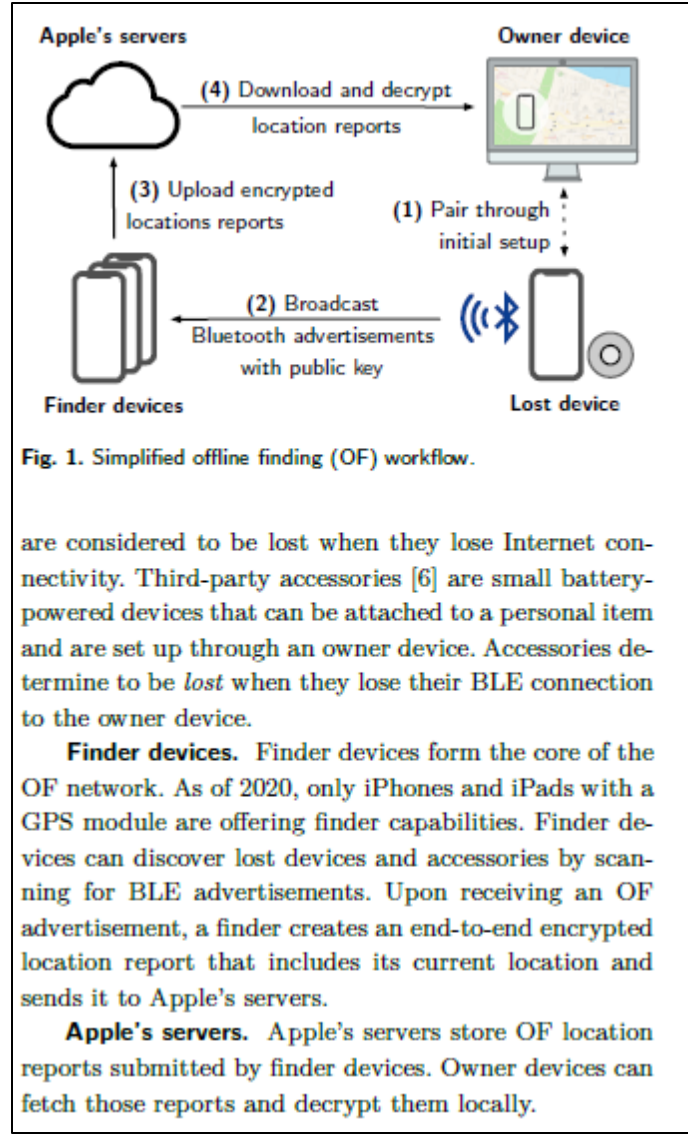 Apple's servers
Owner device
(4) Download and decrypt
location reports
(3) Upload encrypted
locations reports
(1) Pair through
initial setup
(2) Broadcast
Bluetooth advertisements
with public key
Finder devices
Lost device
Fig. 1. Simplified offline finding (OF) workflow.
are considered to be lost when they lose Internet con-
nectivity. Third-party accessories [6] are small battery-
powered devices that can be attached to a personal item
and are set up through an owner device. Accessories de-
termine to be lost when they lose their BLE connection
to the owner device.
Finder devices. Finder devices form the core of the
OF network. As of 2020, only iPhones and iPads with a
GPS module are offering finder capabilities. Finder de-
vices can discover lost devices and accessories by scan-
ning for BLE advertisements. Upon receiving an OF
advertisement, a finder creates an end-to-end encrypted
location report that includes its current location and
sends it to Apple's servers.
Apple's servers. Apple's servers store OF location
reports submitted by finder devices. Owner devices can
fetch those reports and decrypt them locally.